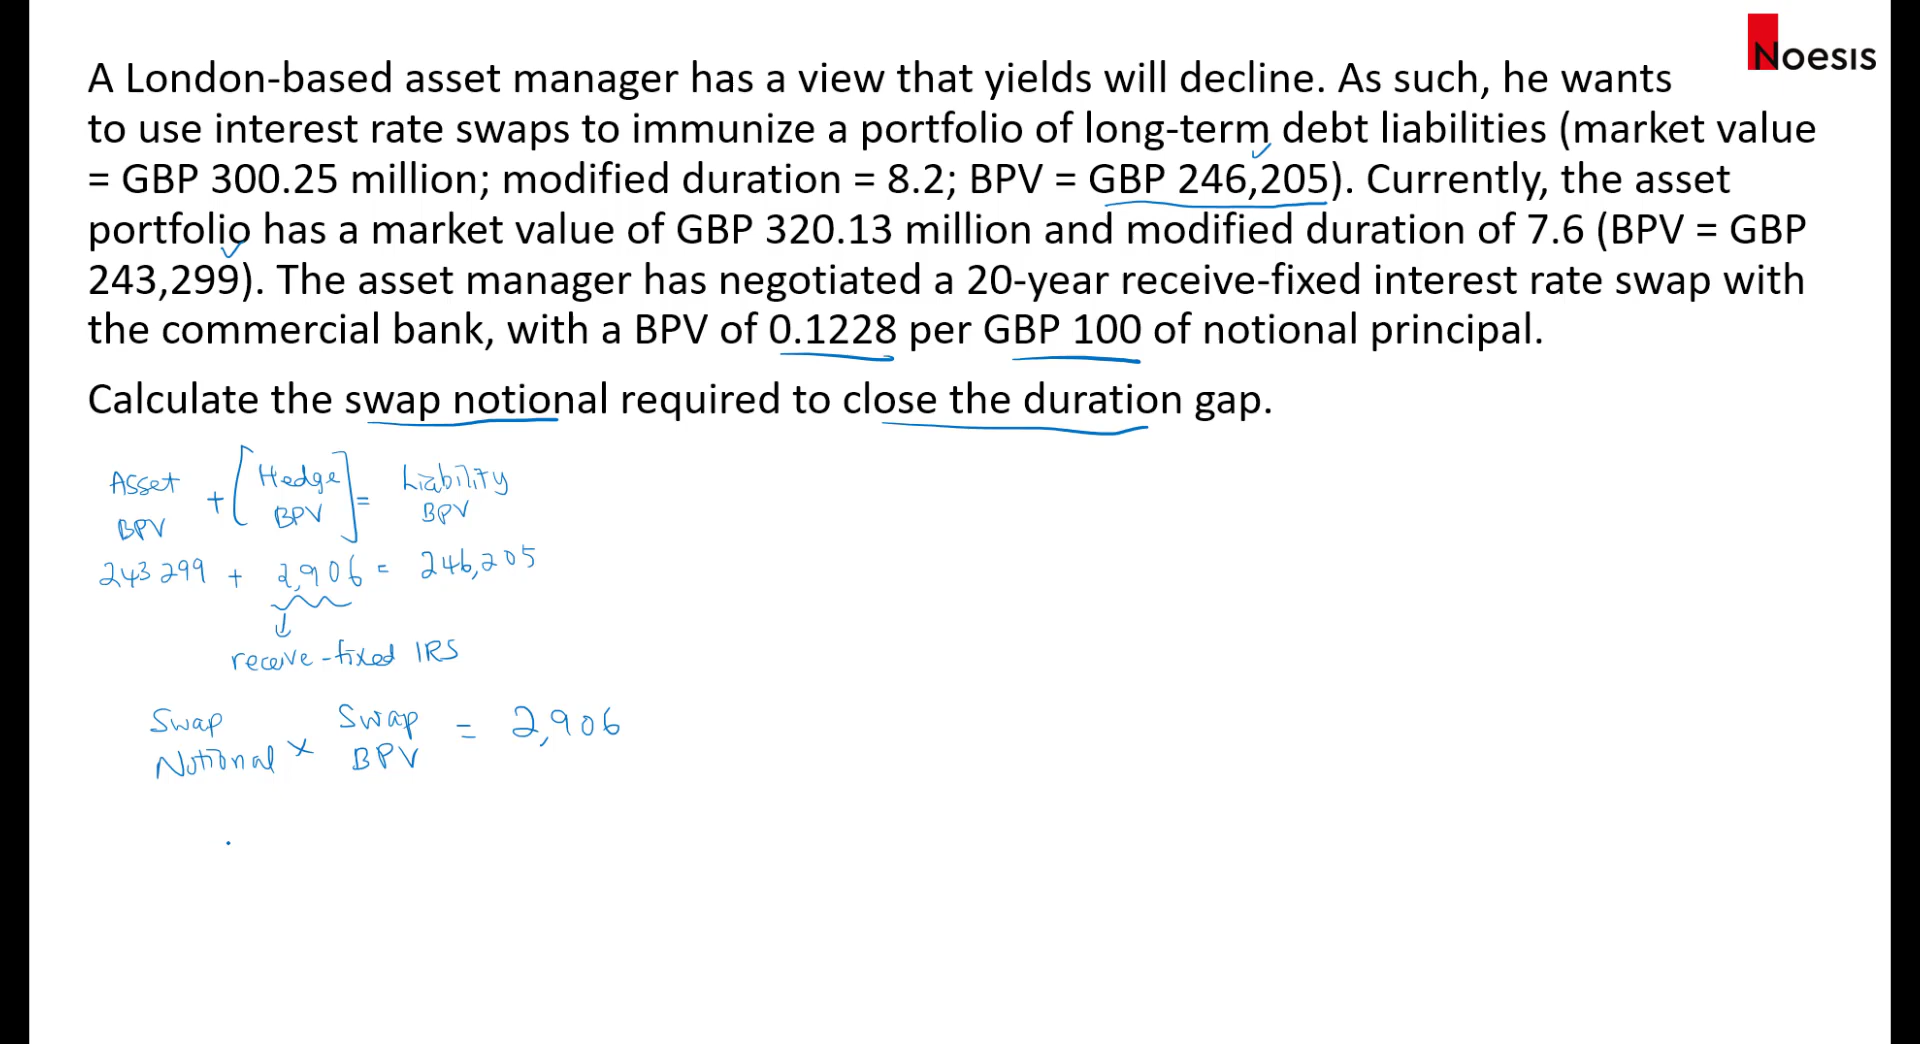 Noesis
A London-based asset manager has a view that yields will decline. As such, he wants
to use interest rate swaps to immunize a portfolio of long-term debt liabilities (market value
= GBP 300.25 million; modified duration = 8.2; BPV = GBP 246,205). Currently, the asset
portfolio has a market value of GBP 320.13 million and modified duration of 7.6 (BPV = GBP
243,299). The asset manager has negotiated a 20-year receive-fixed interest rate swap with
the commercial bank, with a BPV of 0.1228 per GBP 100 of notional principal.
Calculate the swap notional required to close the duration gap.
Asset BPV + [Hedge BPV] = Liability BPV
243 299 + 2,906 = 246,205
↓
receive-fixed IRS
Swap Notional × Swap BPV = 2,906